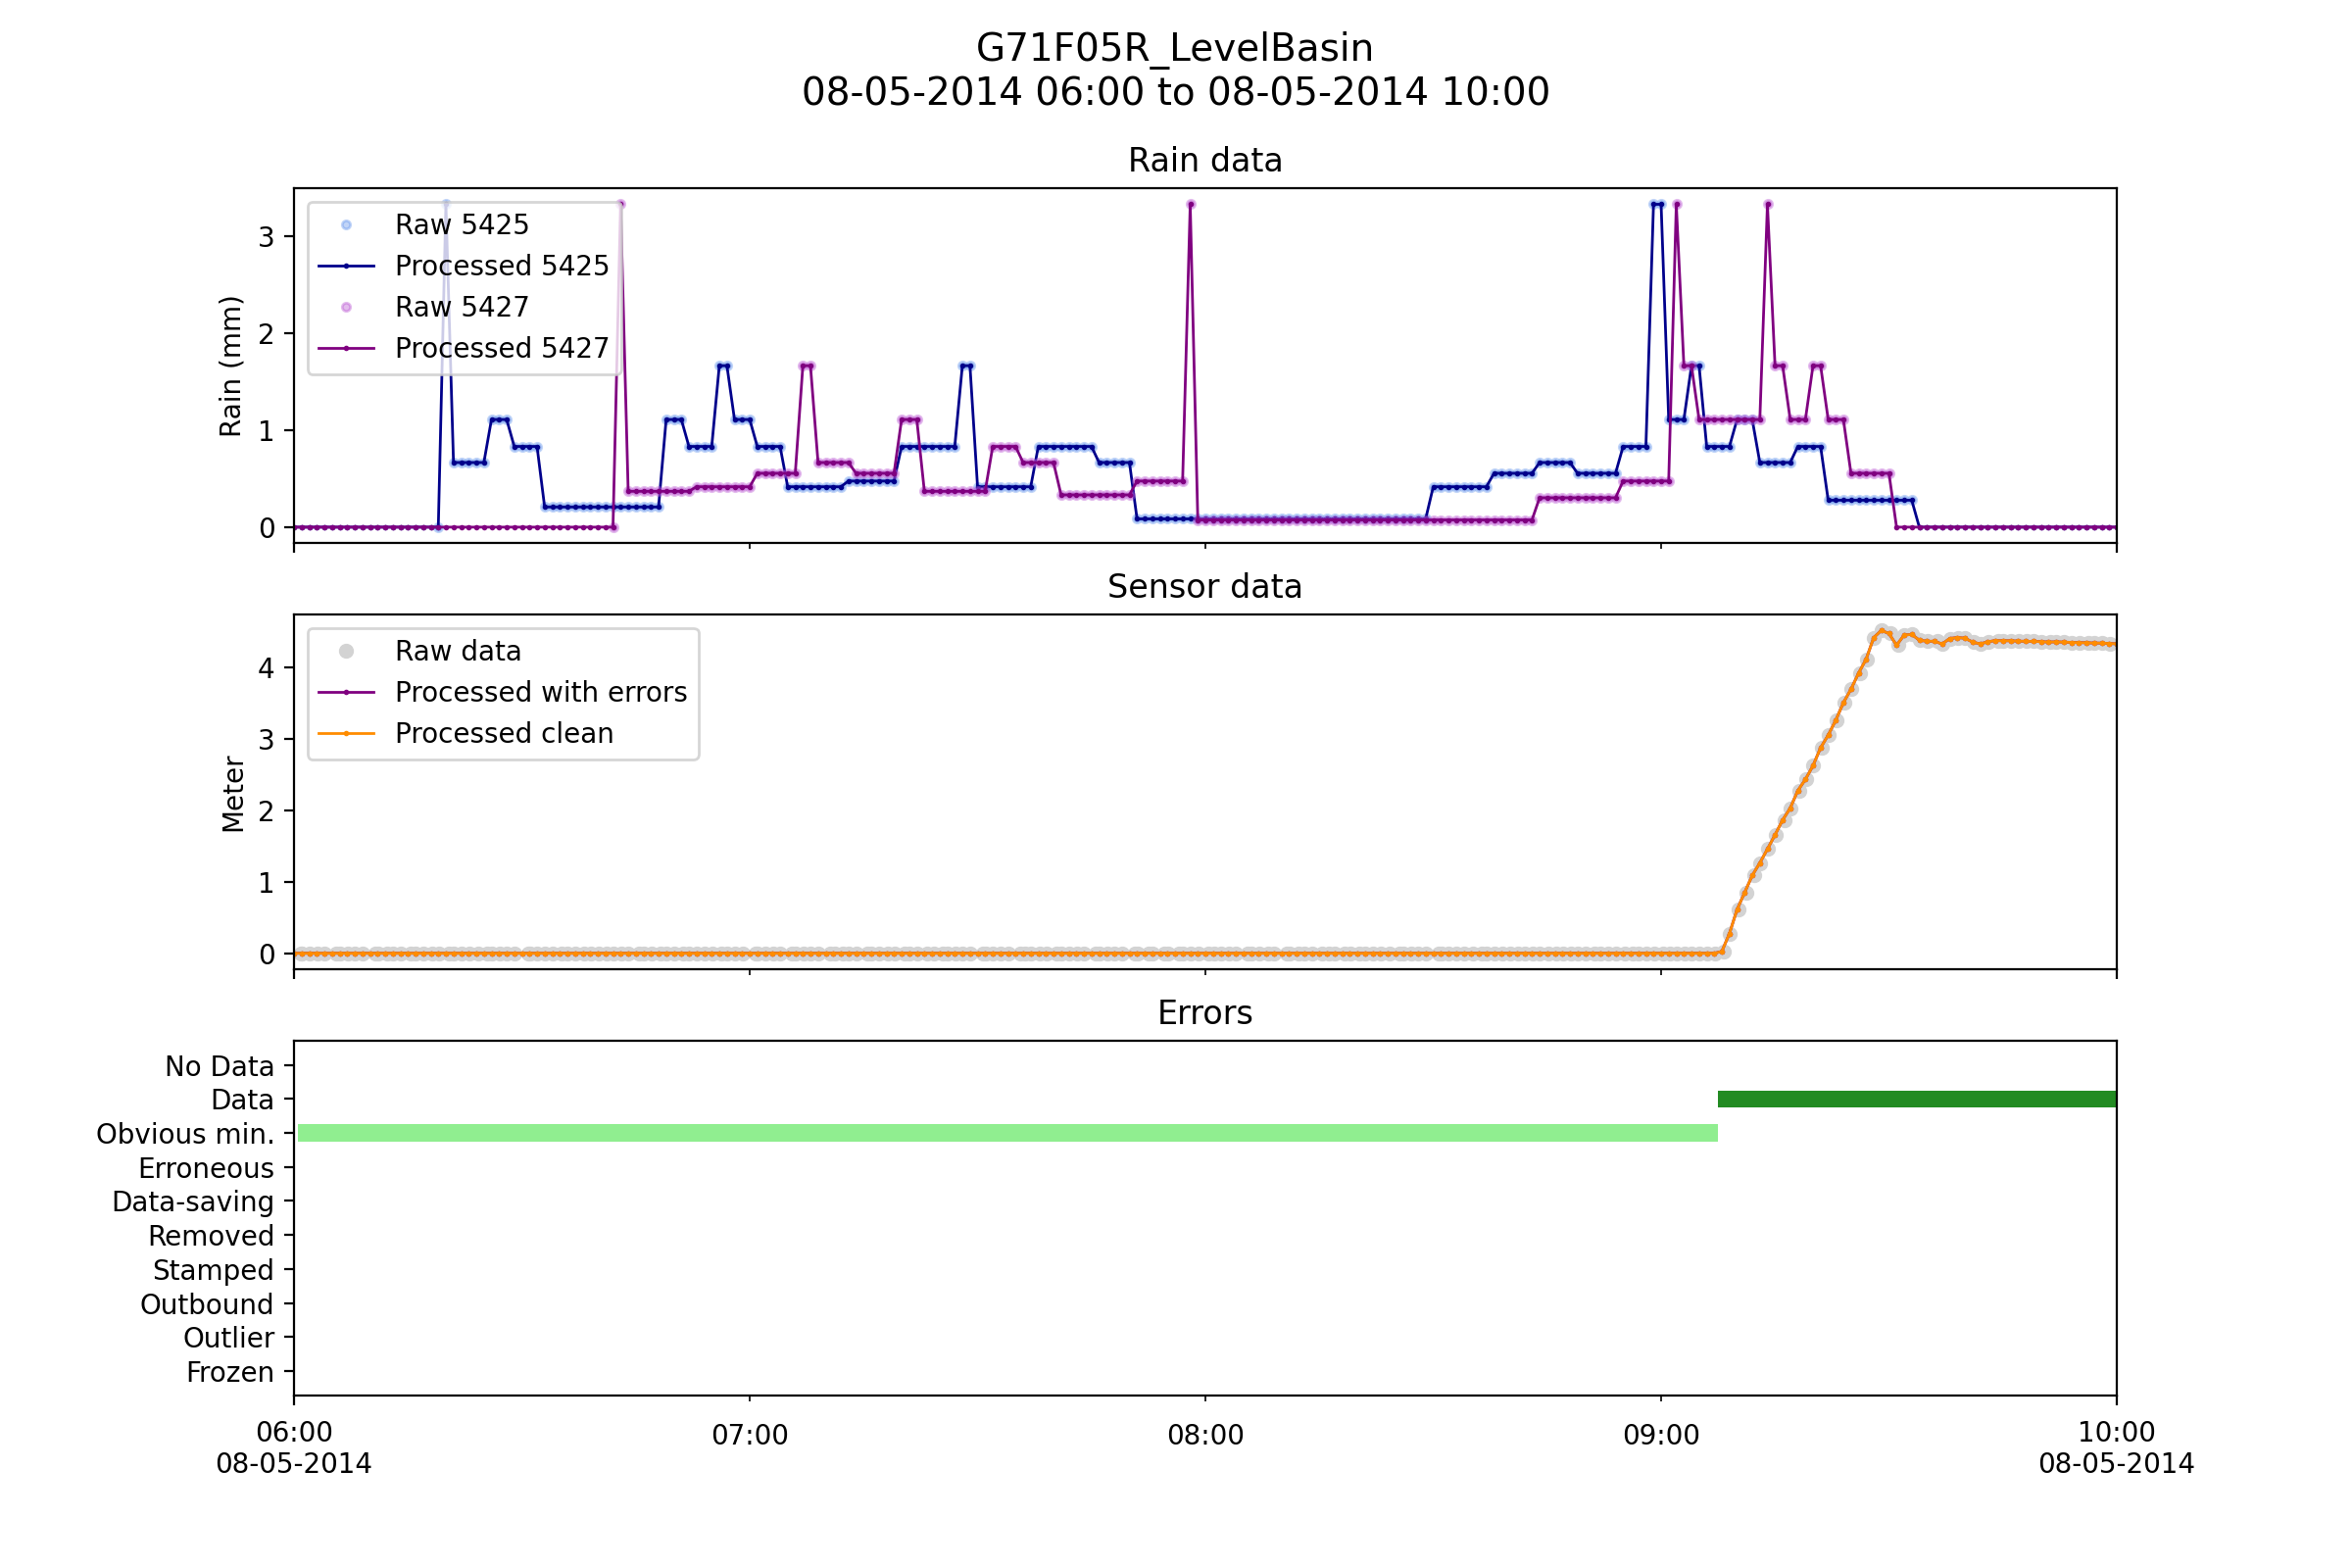 G71F05R_LevelBasin
08-05-2014 06:00 to 08-05-2014 10:00
Rain data
Rain (mm)
3
2
1
0
Raw 5425
Processed 5425
Raw 5427
Processed 5427
Sensor data
Meter
4
3
2
1
0
Raw data
Processed with errors
Processed clean
Errors
No Data
Data
Obvious min.
Erroneous
Data-saving
Removed
Stamped
Outbound
Outlier
Frozen
06:00
08-05-2014
07:00
08:00
09:00
10:00
08-05-2014